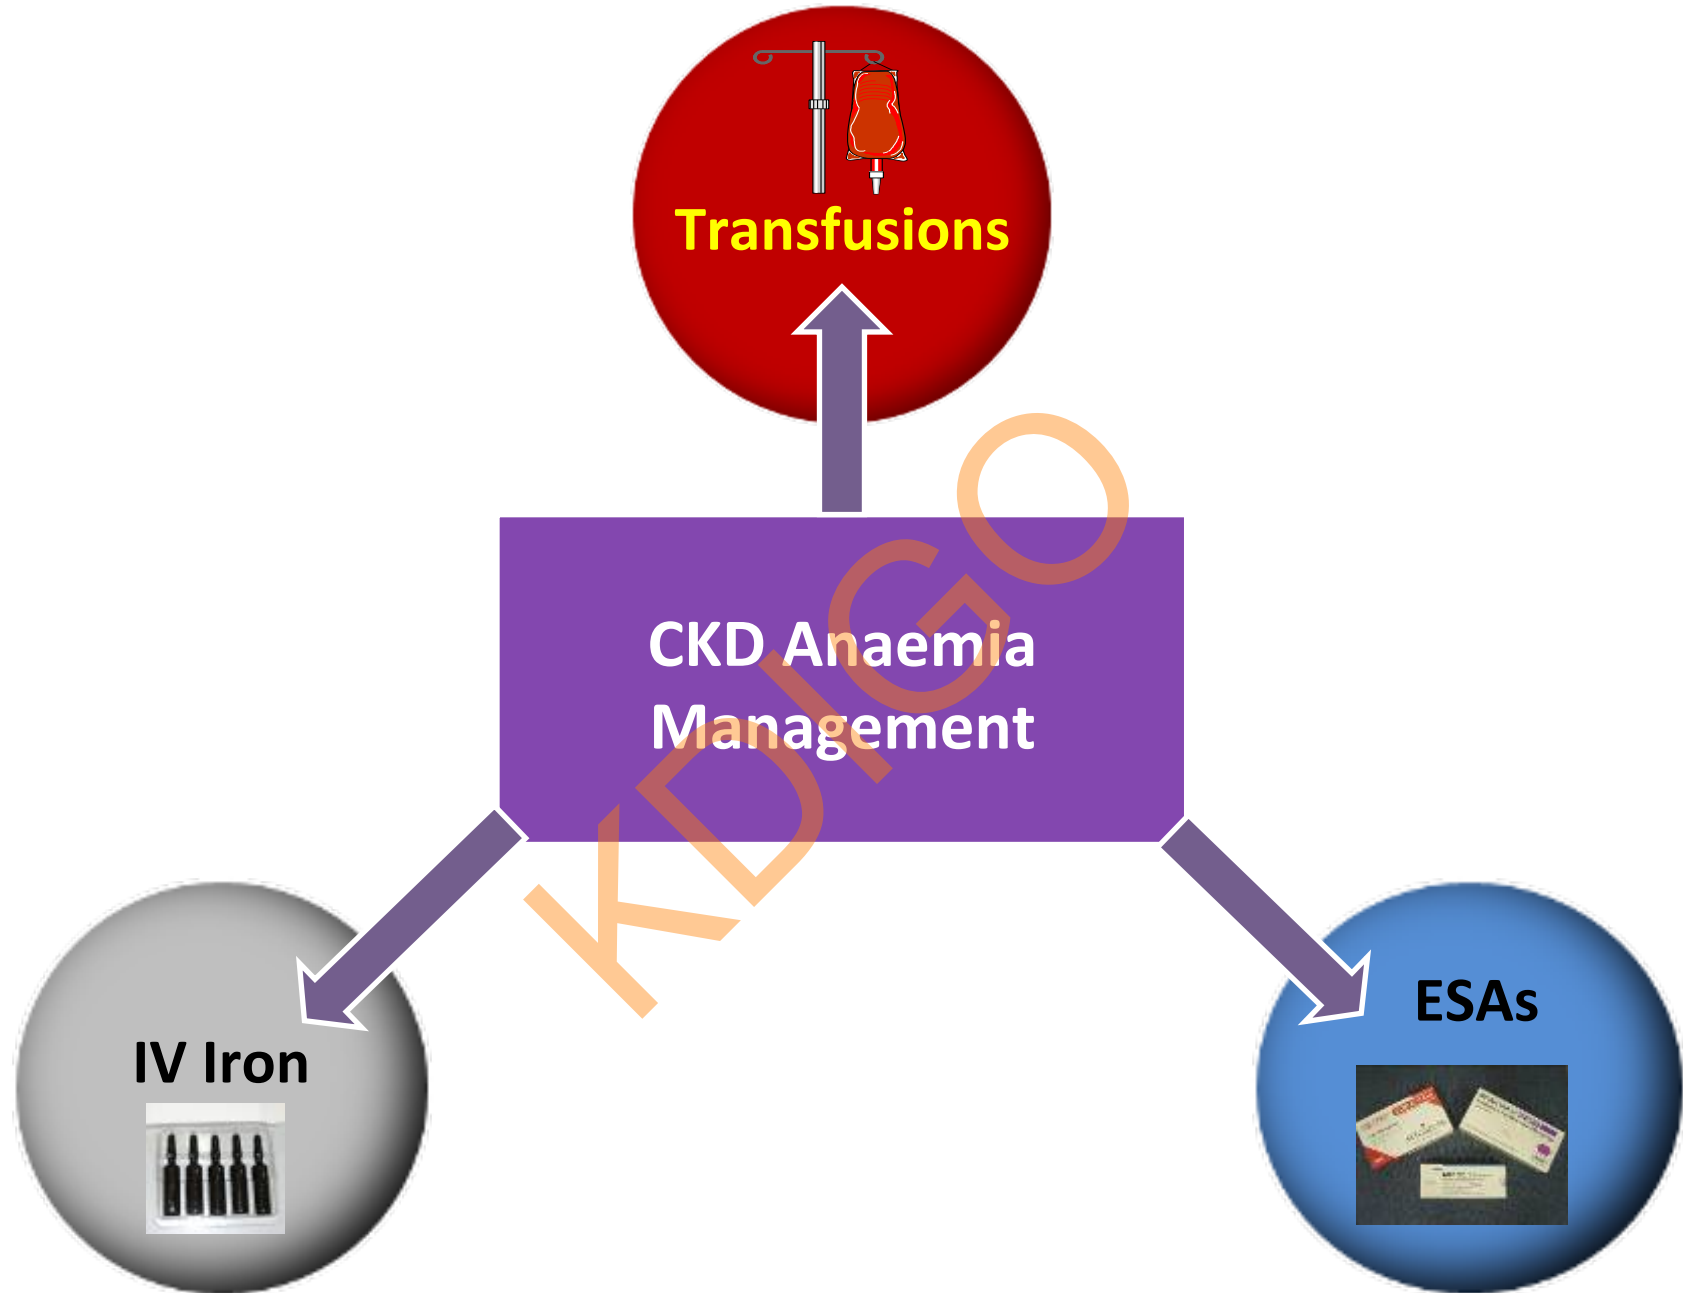 Transfusions
CKD Anaemia
Management
KDIGO
IV Iron
ESAs